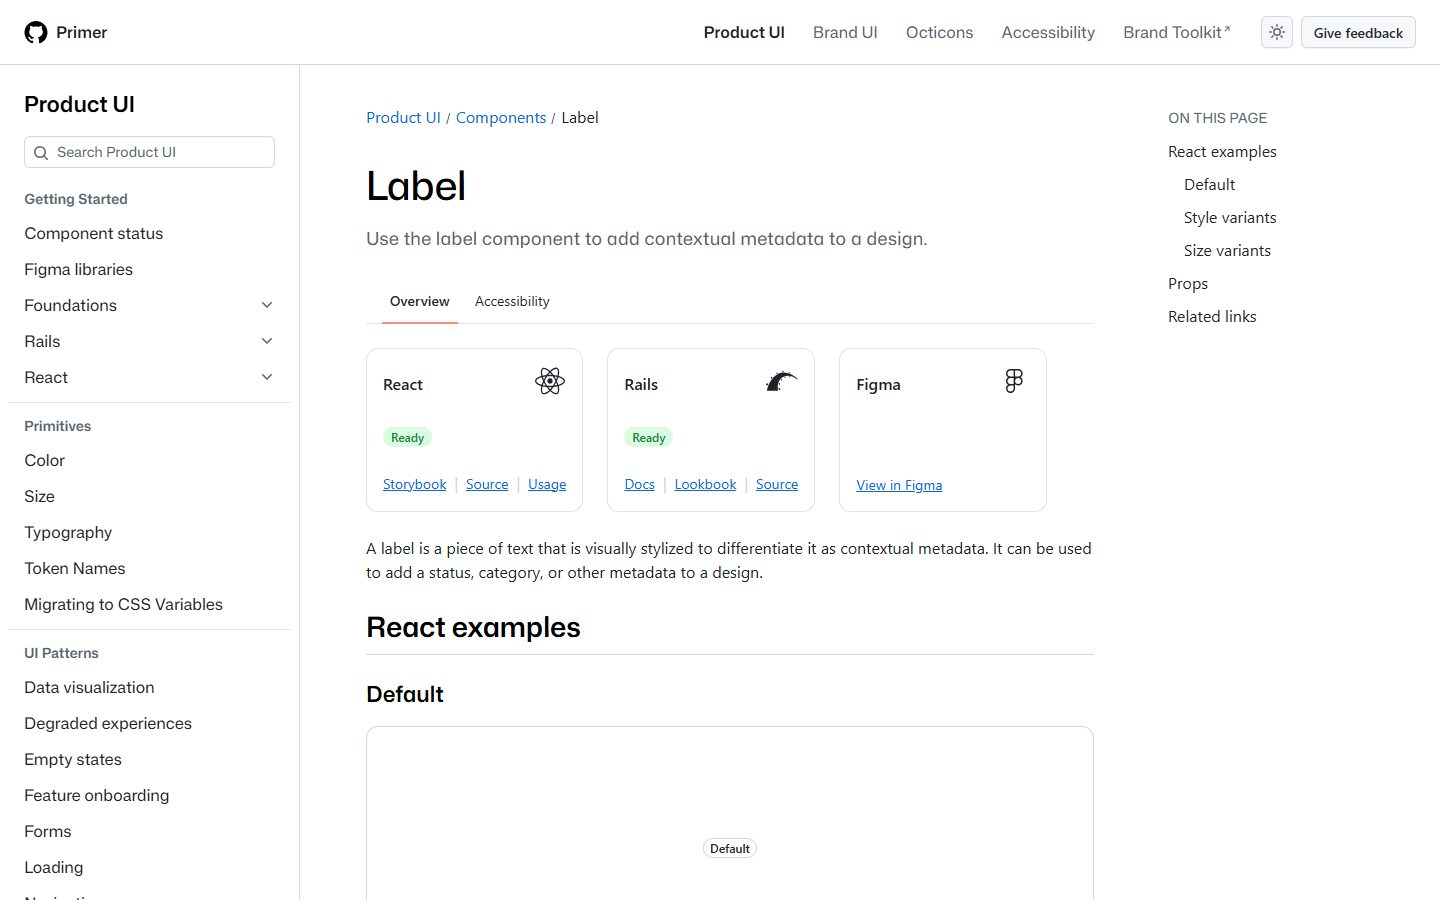 Primer
Product UI
Brand UI
Octicons
Accessibility
Brand Toolkit↗
Give feedback
Product UI
Search Product UI
Getting Started
Component status
Figma libraries
Foundations
Rails
React
Primitives
Color
Size
Typography
Token Names
Migrating to CSS Variables
UI Patterns
Data visualization
Degraded experiences
Empty states
Feature onboarding
Forms
Loading
Product UI / Components / Label
Label
Use the label component to add contextual metadata to a design.
Overview
Accessibility
React
Ready
Storybook | Source | Usage
Rails
Ready
Docs | Lookbook | Source
Figma
View in Figma
A label is a piece of text that is visually stylized to differentiate it as contextual metadata. It can be used
to add a status, category, or other metadata to a design.
React examples
Default
Default
ON THIS PAGE
React examples
Default
Style variants
Size variants
Props
Related links